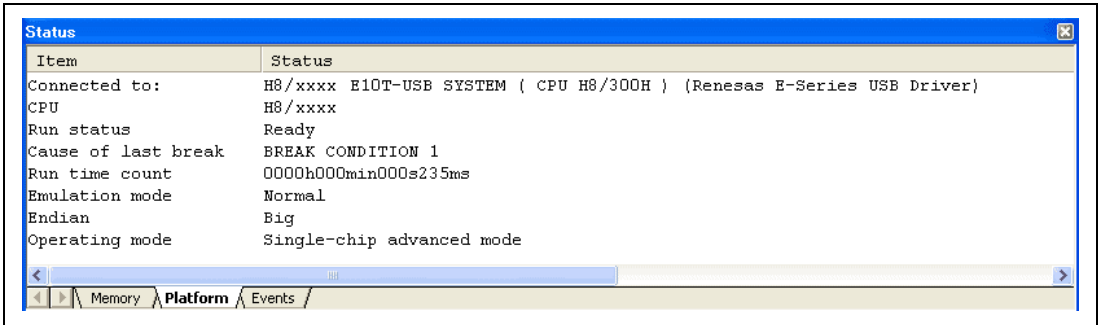 Status
Item Status
Connected to: H8/xxxx E10T-USB SYSTEM ( CPU H8/300H ) (Renesas E-Series USB Driver)
CPU H8/xxxx
Run status Ready
Cause of last break BREAK CONDITION 1
Run time count 0000h000min000s235ms
Emulation mode Normal
Endian Big
Operating mode Single-chip advanced mode
Memory Platform Events